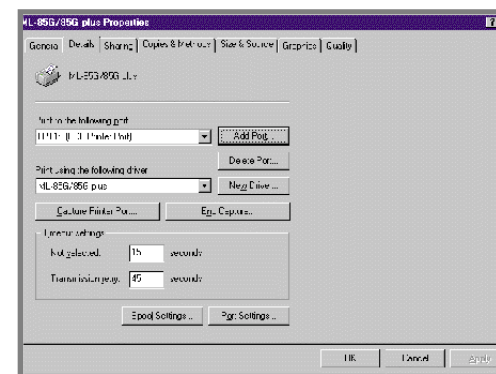 ML-85G/85G plus Properties
General Details Sharing Copies & Methods Size & Source Graphics Quality
ML-85G/85G plus
Print to the following port:
LPT1: (ECP Printer Port) Add Port...
Delete Port...
Print using the following driver:
ML-85G/85G plus New Driver...
Capture Printer Port... End Capture...
Timeout settings
Not selected: 15 seconds
Transmission retry: 45 seconds
Spool Settings... Port Settings...
OK Cancel Apply